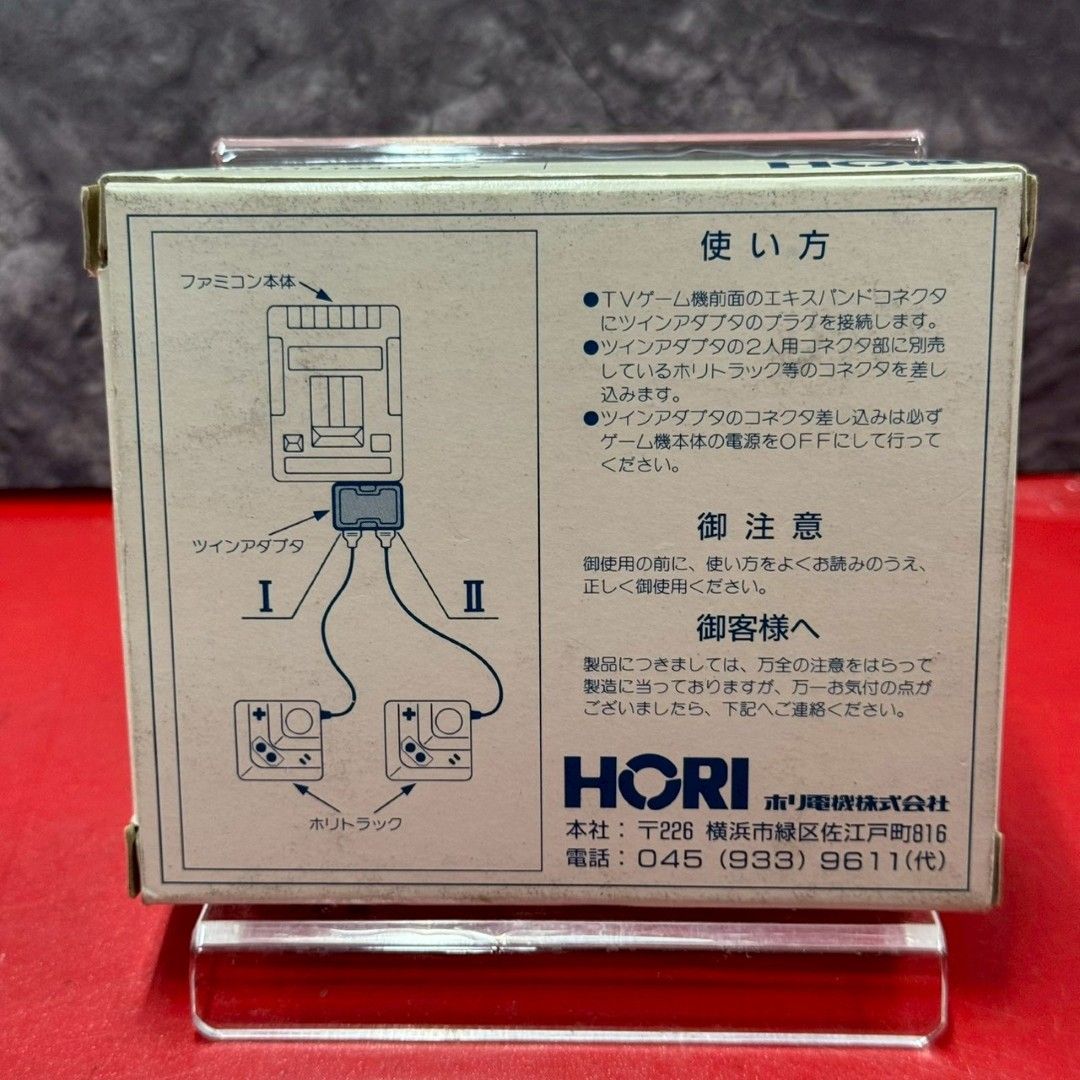 HORI
ファミコン本体
ツインアダプタ
I
II
ホリトラック
使い方
●TVゲーム機前面のエキスパンドコネクタ
にツインアダプタのプラグを接続します。
●ツインアダプタの2人用コネクタ部に別売
しているホリトラック等のコネクタを差し
込みます。
●ツインアダプタのコネクタ差し込みは必ず
ゲーム機本体の電源をOFFにして行って
ください。
御注意
御使用の前に、使い方をよくお読みのうえ、
正しく御使用ください。
御客様へ
製品につきましては、万全の注意をはらって
製造に当っておりますが、万一お気付の点が
ございましたら、下記へご連絡ください。
HORI ホリ電機株式会社
本社：〒226 横浜市緑区佐江戸町816
電話：045（933）9611（代）